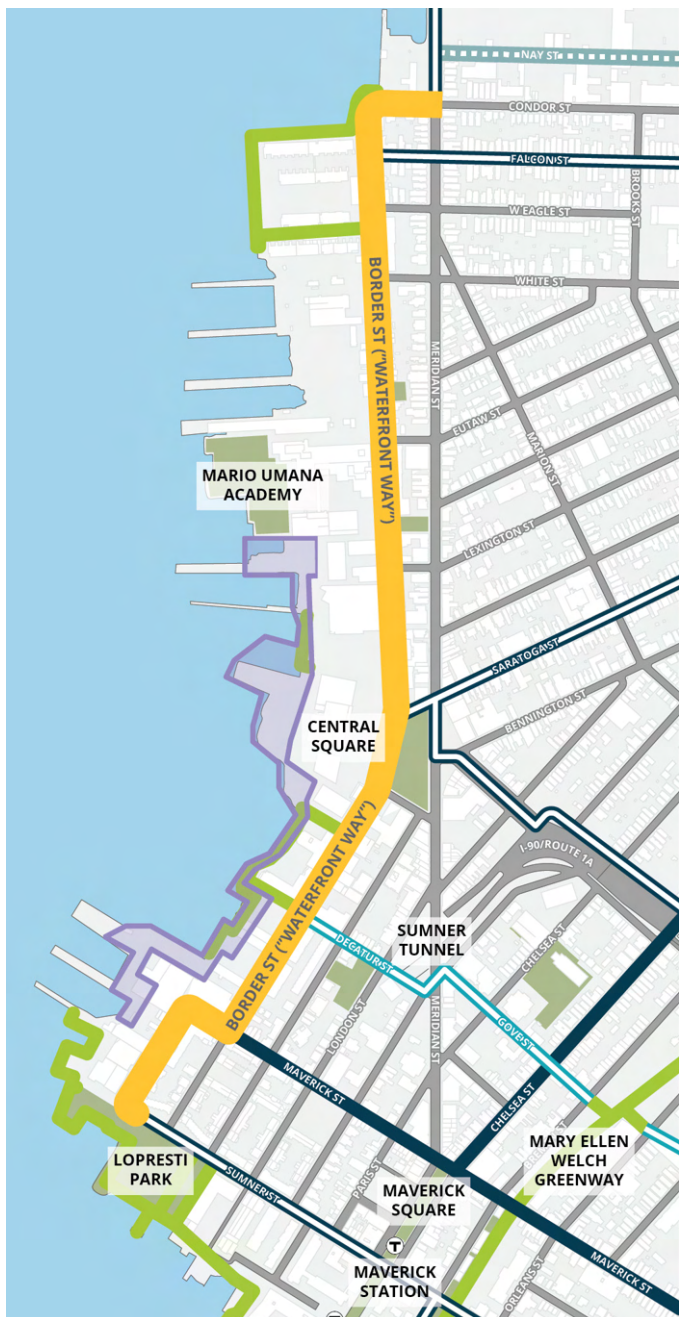 NAY ST
CONDOR ST
FALCON ST
BROOKS ST
W EAGLE ST
WHITE ST
BORDER ST ("WATERFRONT WAY")
MERIDIAN ST
EUTAW ST
MARION ST
MARIO UMANA
ACADEMY
LEXINGTON ST
SARATOGA ST
BENNINGTON ST
CENTRAL
SQUARE
I-90/ROUTE 1A
BORDER ST ("WATERFRONT WAY")
SUMNER
TUNNEL
DECATUR ST
CHELSEA ST
LONDON ST
MERIDIAN ST
GOVE ST
MAVERICK ST
CHELSEA ST
MARY ELLEN
WELCH
GREENWAY
LOPRESTI
PARK
SUMNER ST
PARIS ST
MAVERICK
SQUARE
T
MAVERICK
STATION
ORLEANS ST
MAVERICK ST